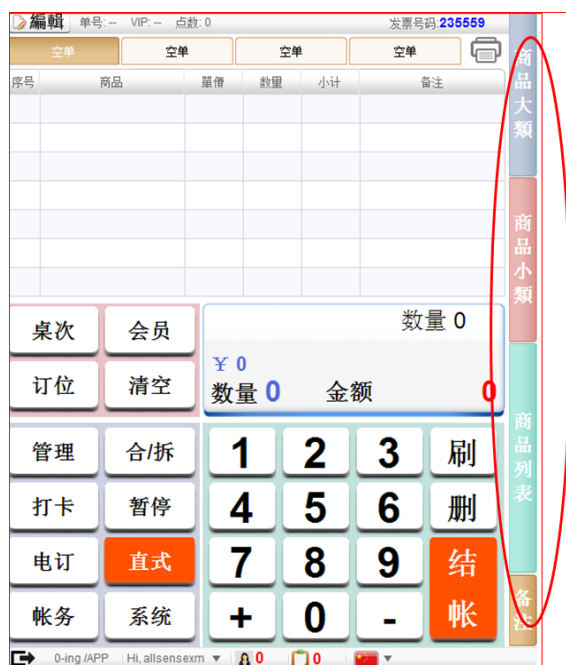 编辑 单号: -- VIP: -- 点数: 0 发票号码:235559
空单 空单 空单 空单
序号 商品 單價 数量 小计 备注
商品大類
商品小類
商品列表
备注
数量 0
¥ 0
数量 0 金额 0
桌次 会员
订位 清空
管理 合/拆 1 2 3 刷
打卡 暂停 4 5 6 删
电订 直式 7 8 9 结帐
帐务 系统 + 0 -
0-ing /APP Hi, allsensexm 0 0